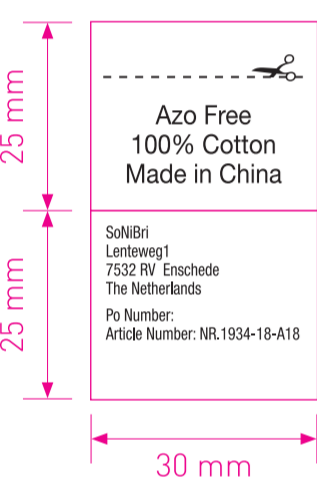 25 mm
Azo Free
100% Cotton
Made in China
25 mm
SoNiBri
Lenteweg1
7532 RV Enschede
The Netherlands
Po Number:
Article Number: NR.1934-18-A18
30 mm